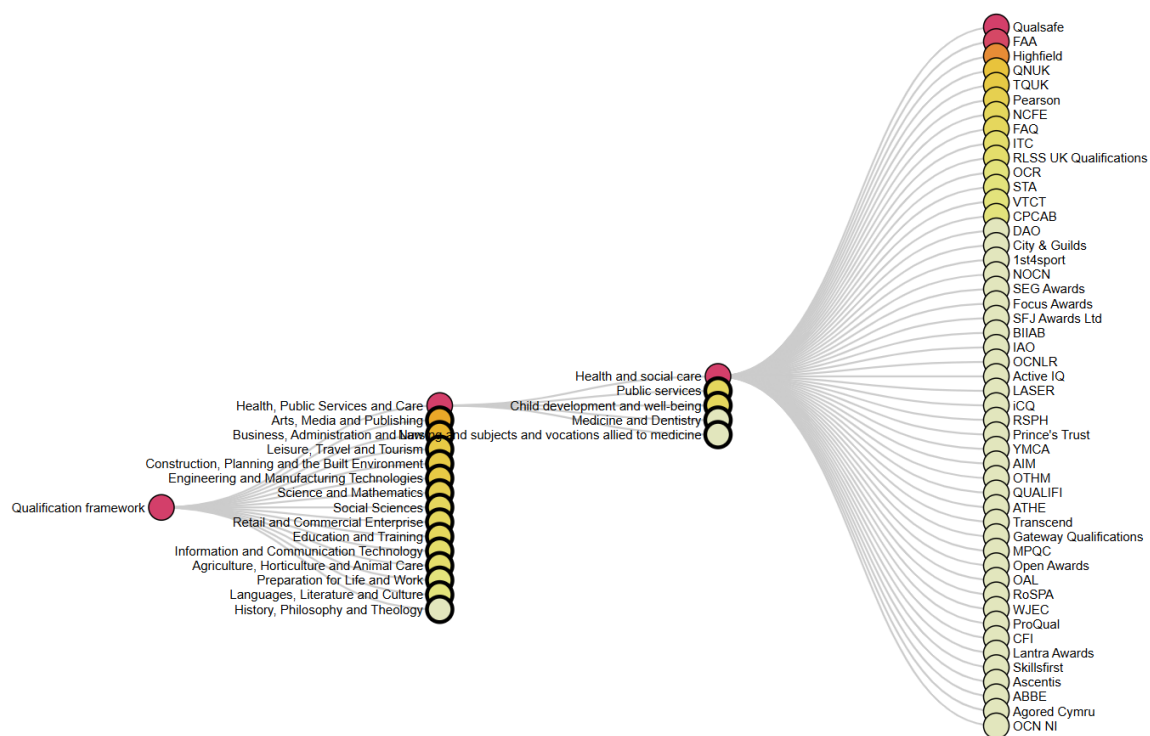 Qualification framework
Health, Public Services and Care
Arts, Media and Publishing
Business, Administration and Law
Leisure, Travel and Tourism
Construction, Planning and the Built Environment
Engineering and Manufacturing Technologies
Science and Mathematics
Social Sciences
Retail and Commercial Enterprise
Education and Training
Information and Communication Technology
Agriculture, Horticulture and Animal Care
Preparation for Life and Work
Languages, Literature and Culture
History, Philosophy and Theology
Health and social care
Public services
Child development and well-being
Medicine and Dentistry
Nursing and subjects and vocations allied to medicine
Qualsafe
FAA
Highfield
QNUK
TQUK
Pearson
NCFE
FAQ
ITC
RLSS UK Qualifications
OCR
STA
VTCT
CPCAB
DAO
City & Guilds
1st4sport
NOCN
SEG Awards
Focus Awards
SFJ Awards Ltd
BIIAB
IAO
OCNLR
Active IQ
LASER
iCQ
RSPH
Prince's Trust
YMCA
AIM
OTHM
QUALIFI
ATHE
Transcend
Gateway Qualifications
MPQC
Open Awards
OAL
RoSPA
WJEC
ProQual
CFI
Lantra Awards
Skillsfirst
Ascentis
ABBE
Agored Cymru
OCN NI